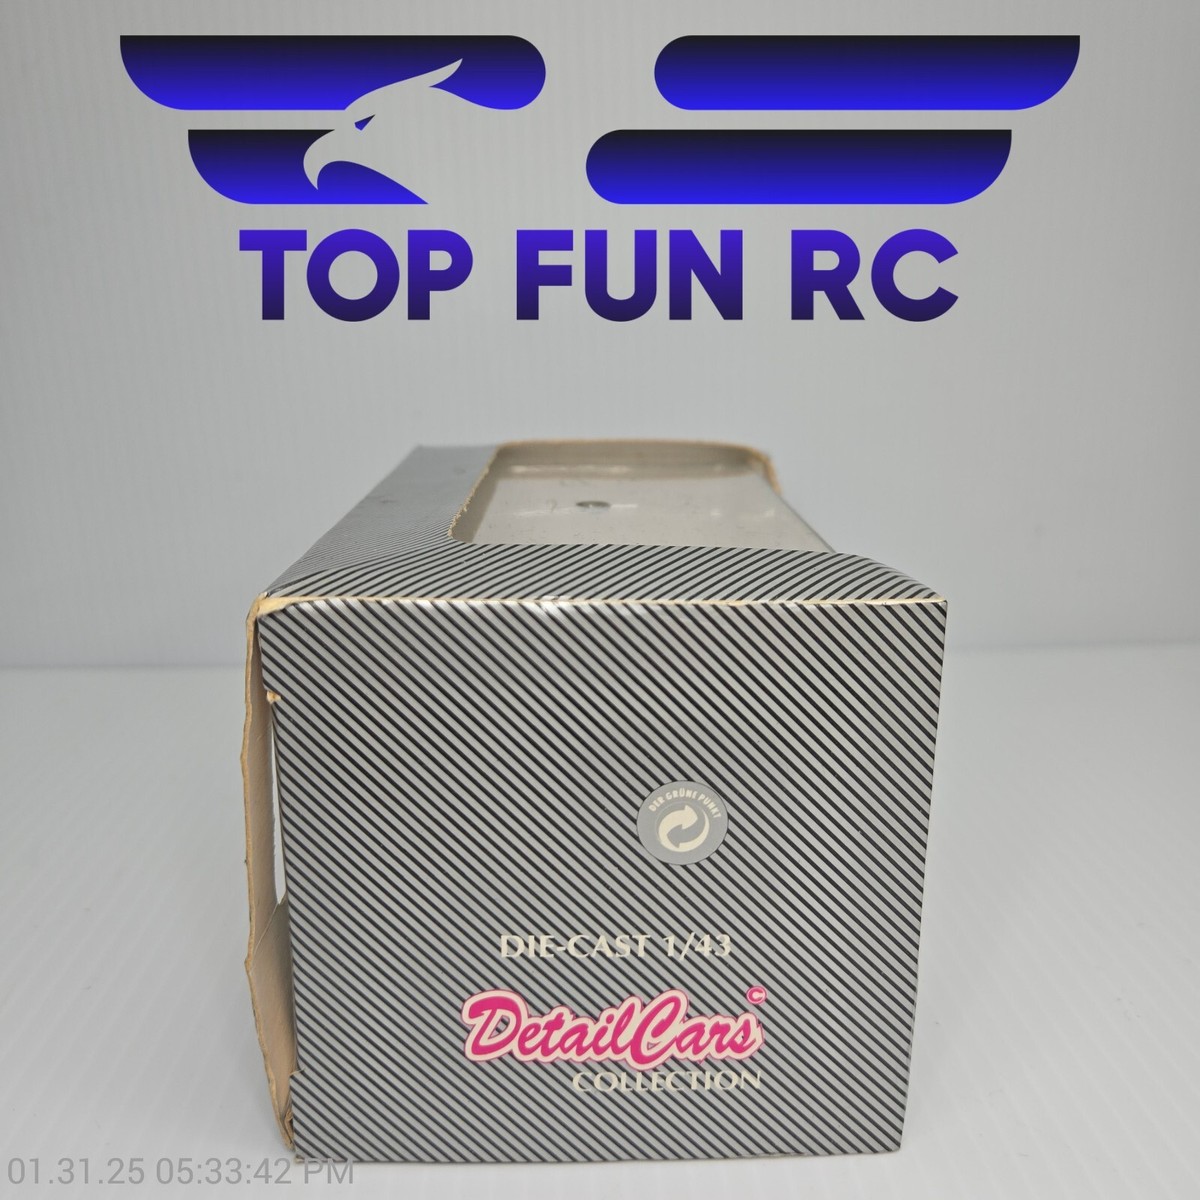 TOP FUN RC
DER GRÜNE PUNKT
DIE-CAST 1/43
DetailCars©
COLLECTION
01.31.25 05:33:42 PM